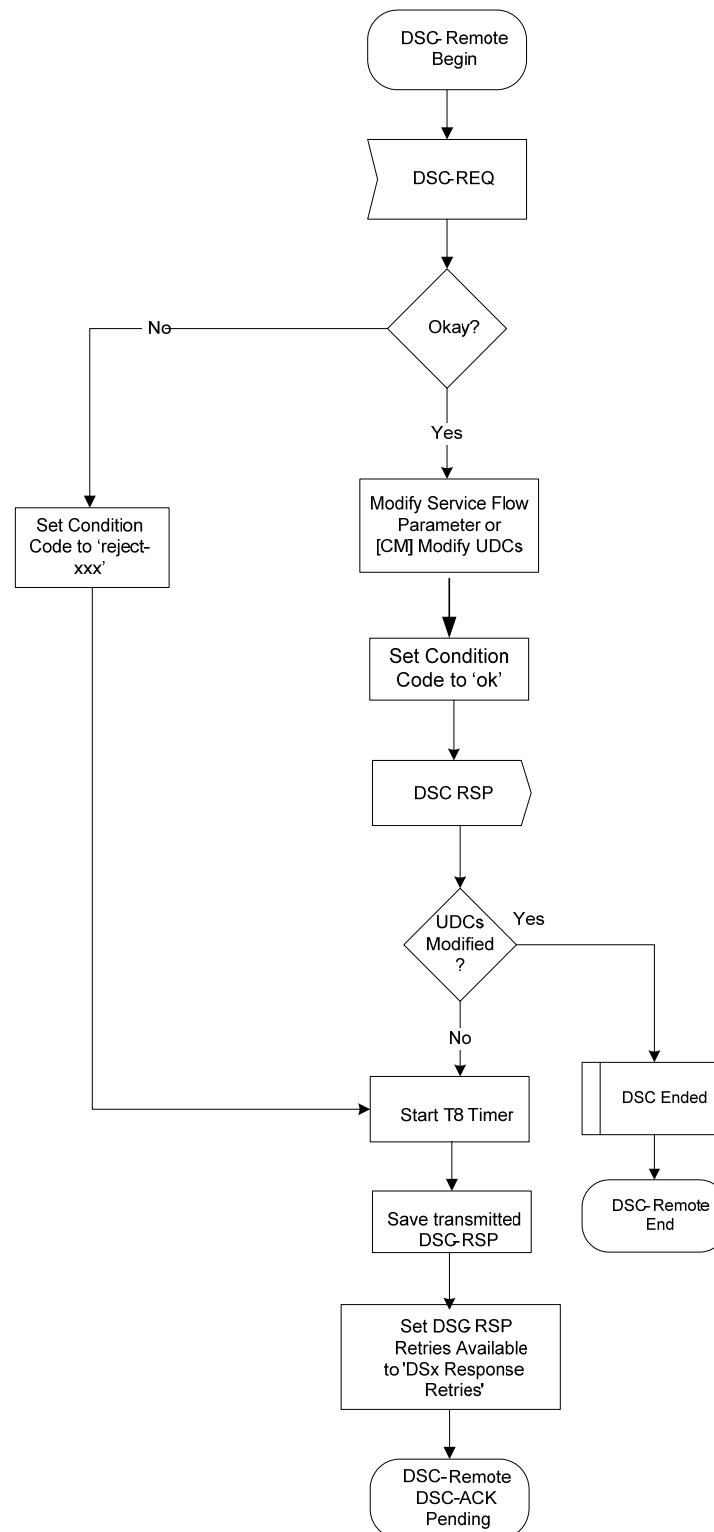 DSC-Remote
Begin
DSC-REQ
Okay?
No
Yes
Modify Service Flow
Parameter or
[CM] Modify UDCs
Set Condition
Code to ‘reject-
xxx’
Set Condition
Code to ‘ok’
DSC RSP
UDCs
Modified
?
Yes
No
DSC Ended
Start T8 Timer
DSC-Remote
End
Save transmitted
DSC-RSP
Set DSC-RSP
Retries Available
to 'DSx Response
Retries'
DSC-Remote
DSC-ACK
Pending